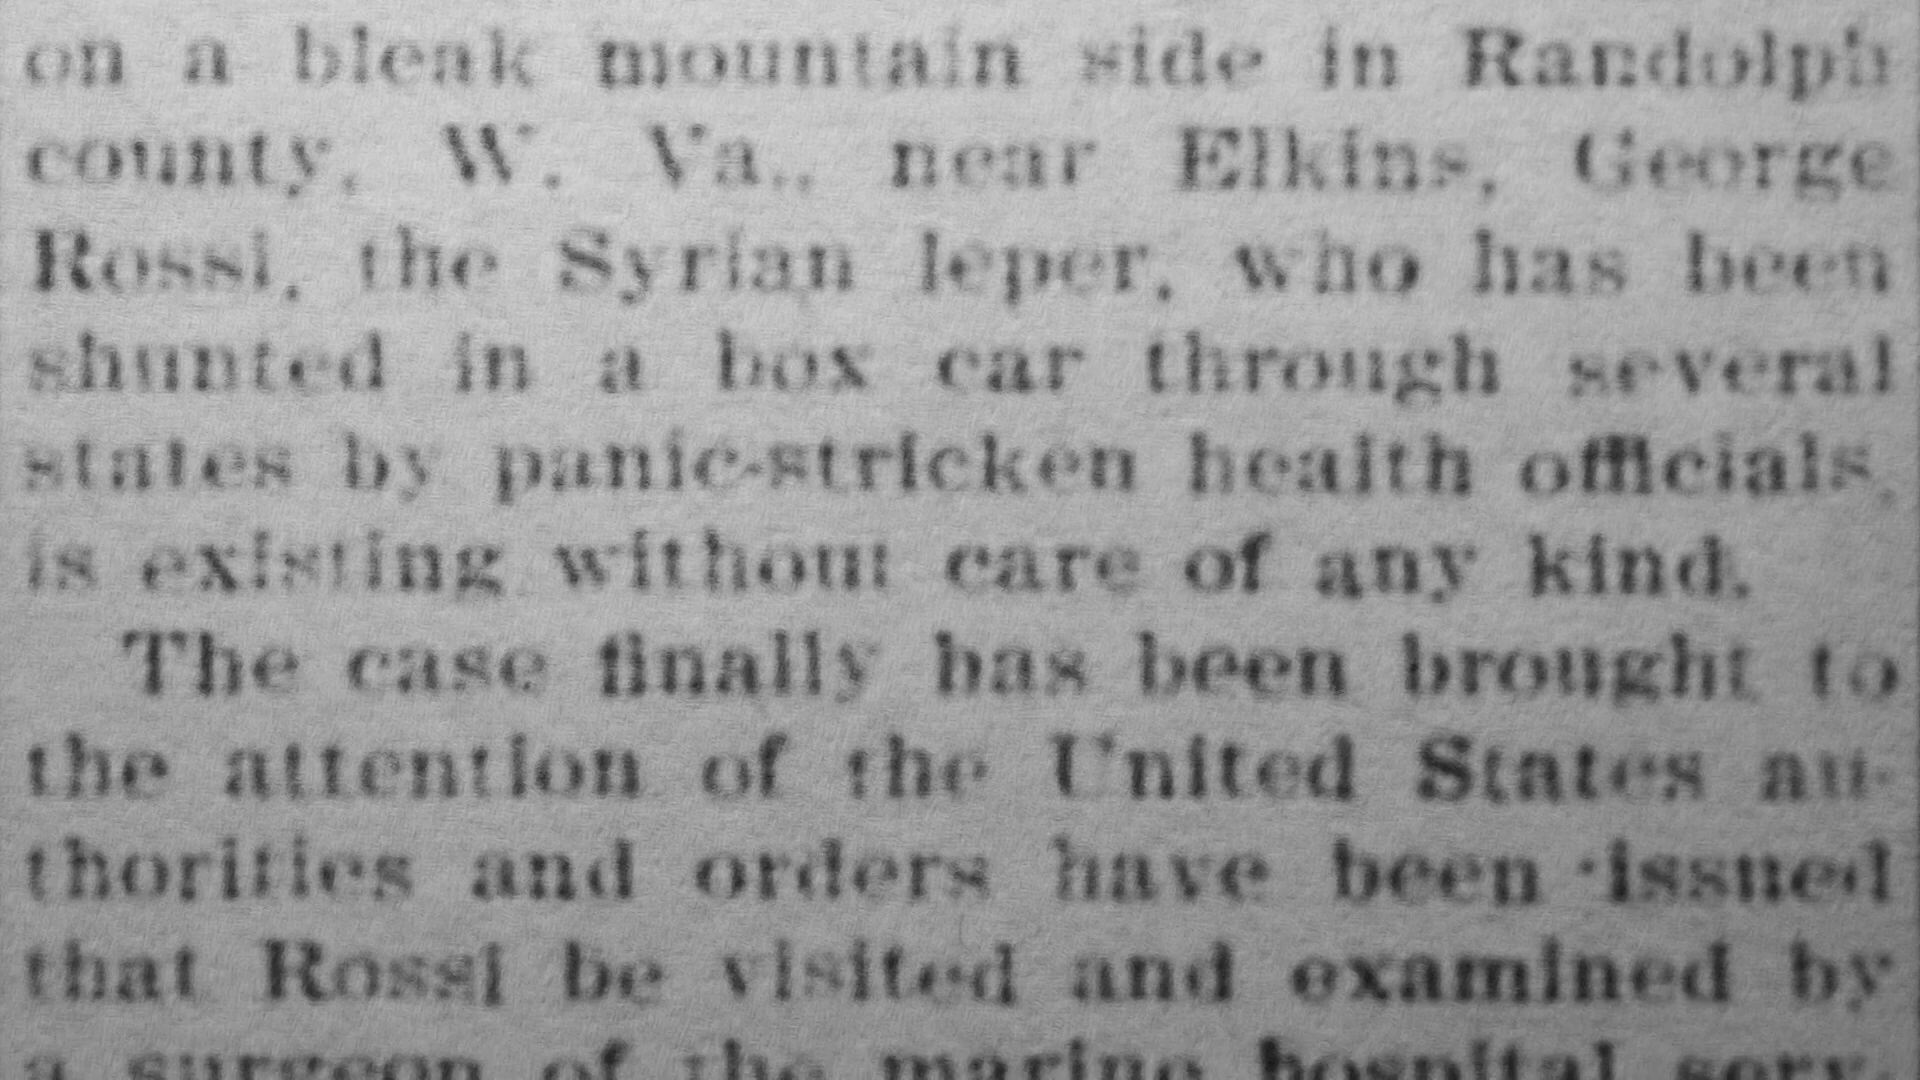 on a bleak mountain side in Randolph
county, W. Va., near Elkins, George
Rossi, the Syrian leper, who has been
shunted in a box car through several
states by panic-stricken health officials,
is existing without care of any kind.
The case finally has been brought to
the attention of the United States au-
thorities and orders have been issued
that Rossi be visited and examined by
a surgeon of the marine hospital serv-